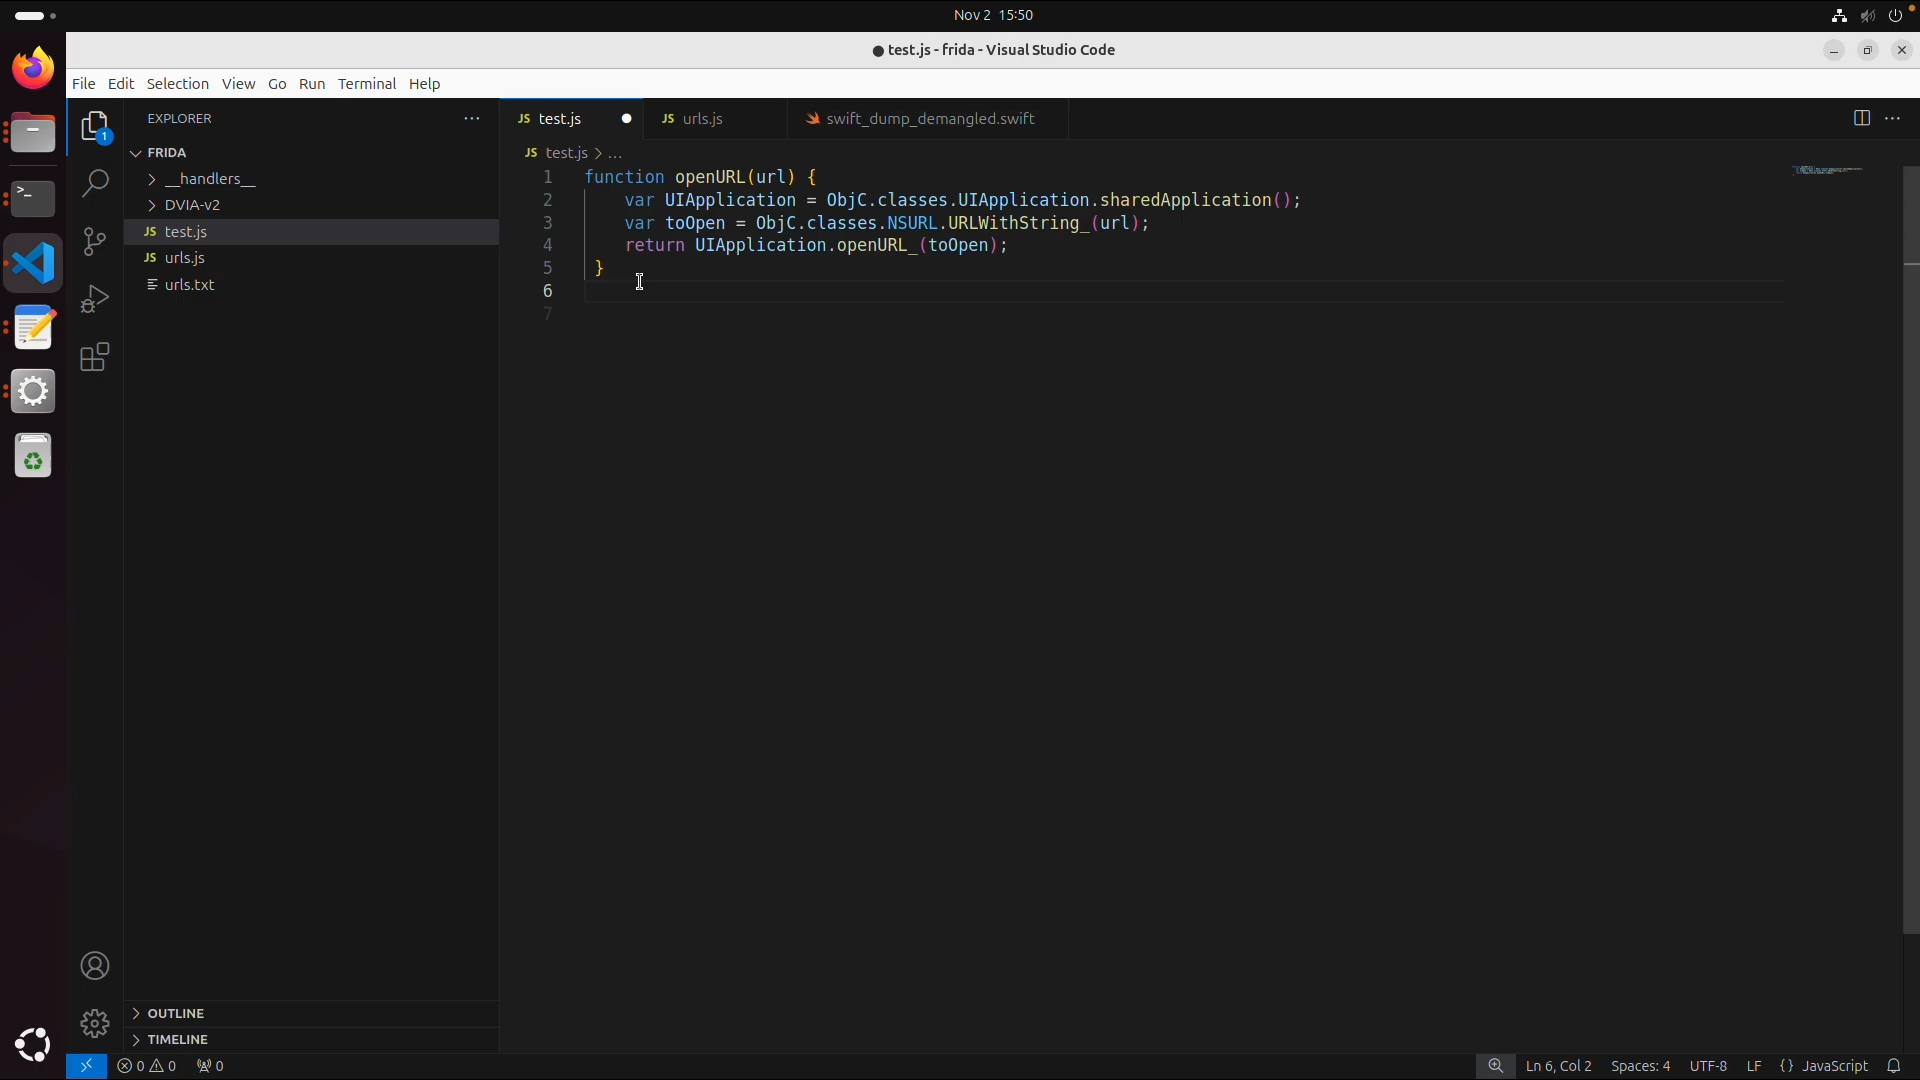 Nov 2 15:50
test.js - frida - Visual Studio Code
File Edit Selection View Go Run Terminal Help
EXPLORER
FRIDA
__handlers__
DVIA-v2
JS test.js
JS urls.js
urls.txt
OUTLINE
TIMELINE
1
JS test.js
JS urls.js
swift_dump_demangled.swift
JS test.js > ...
1 function openURL(url) {
2 var UIApplication = ObjC.classes.UIApplication.sharedApplication();
3 var toOpen = ObjC.classes.NSURL.URLWithString_(url);
4 return UIApplication.openURL_(toOpen);
5 }
6
7
0 0 0
Ln 6, Col 2 Spaces: 4 UTF-8 LF {} JavaScript